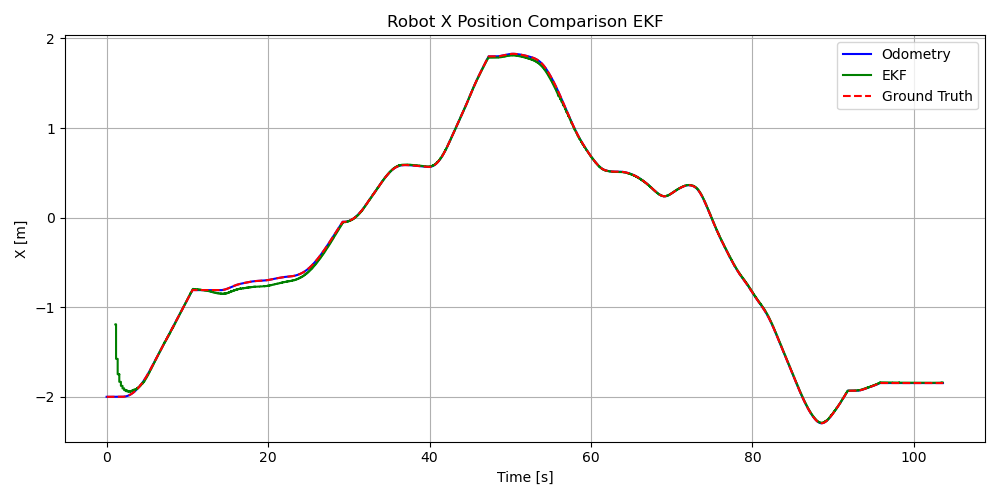 Robot X Position Comparison EKF
Odometry
EKF
Ground Truth
2
1
0
−1
−2
X [m]
0 20 40 60 80 100
Time [s]